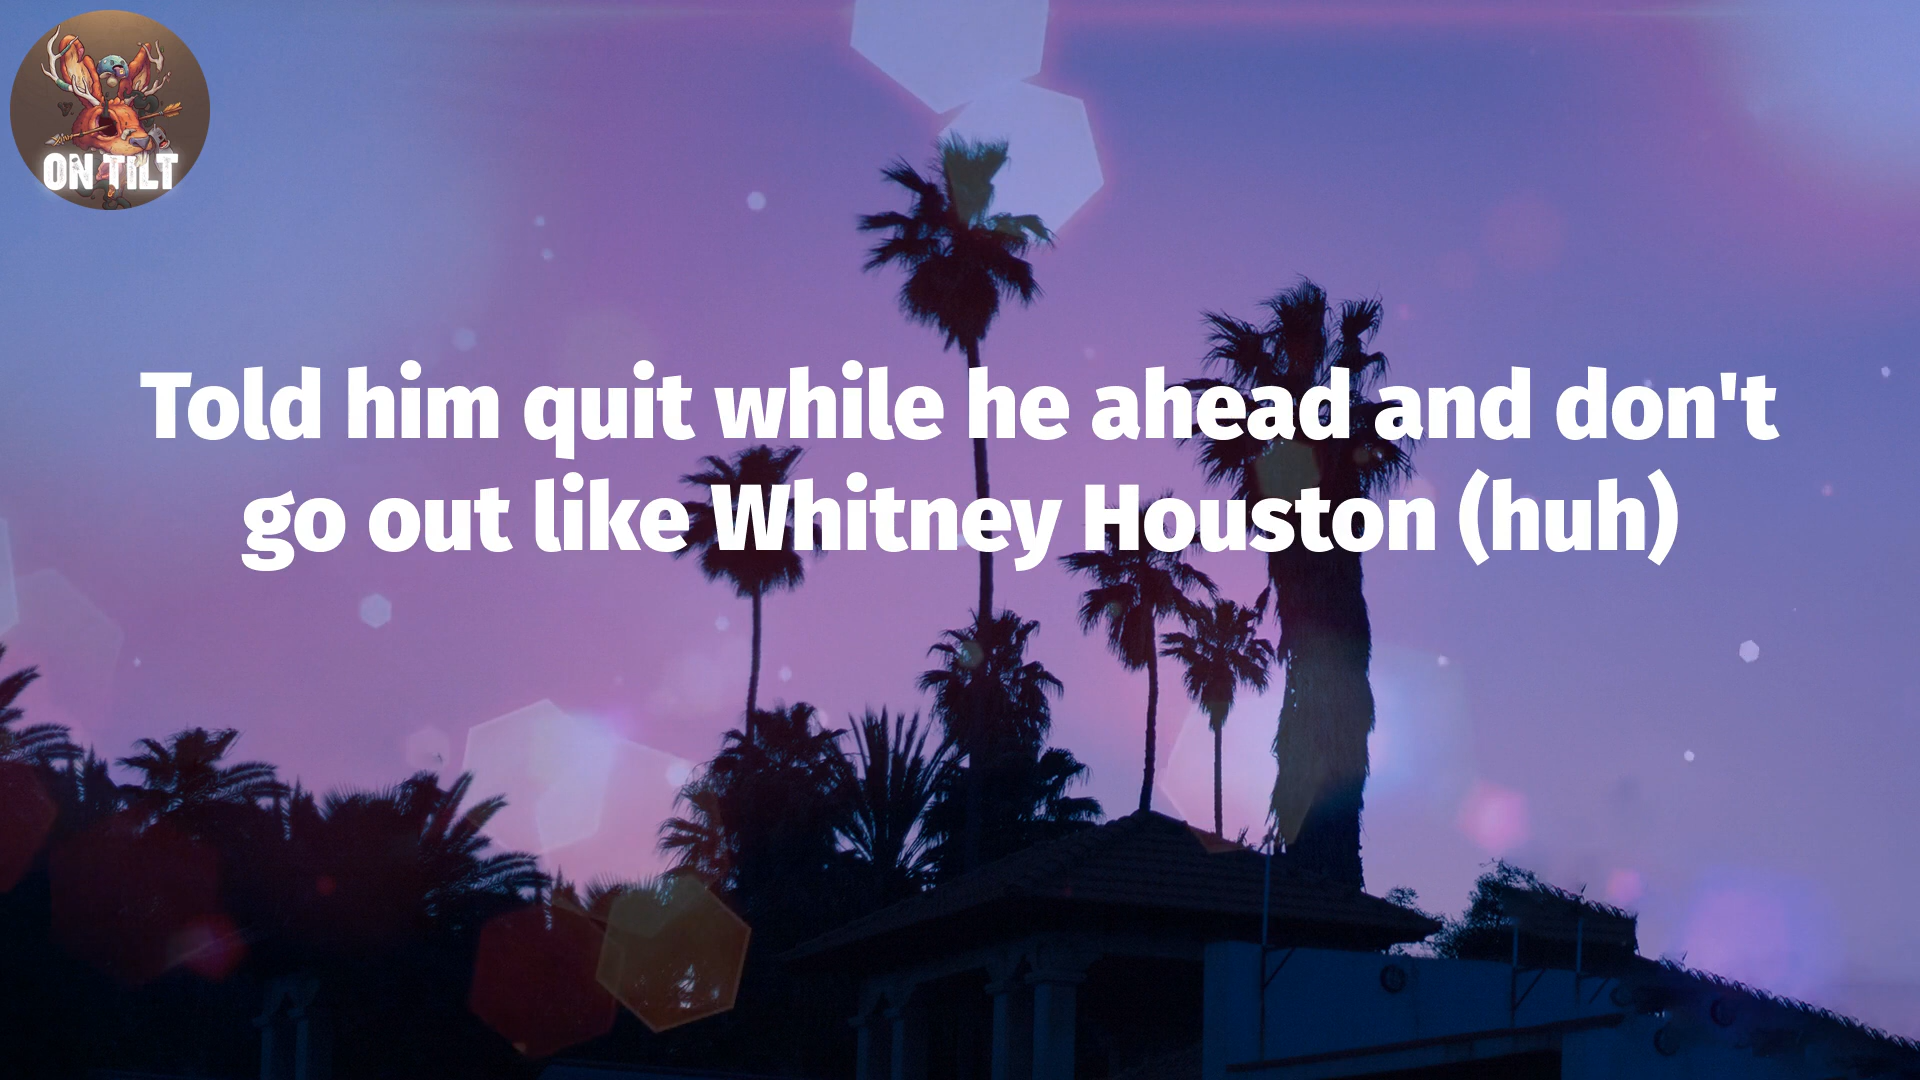 ON TILT
Told him quit while he ahead and don't
go out like Whitney Houston (huh)